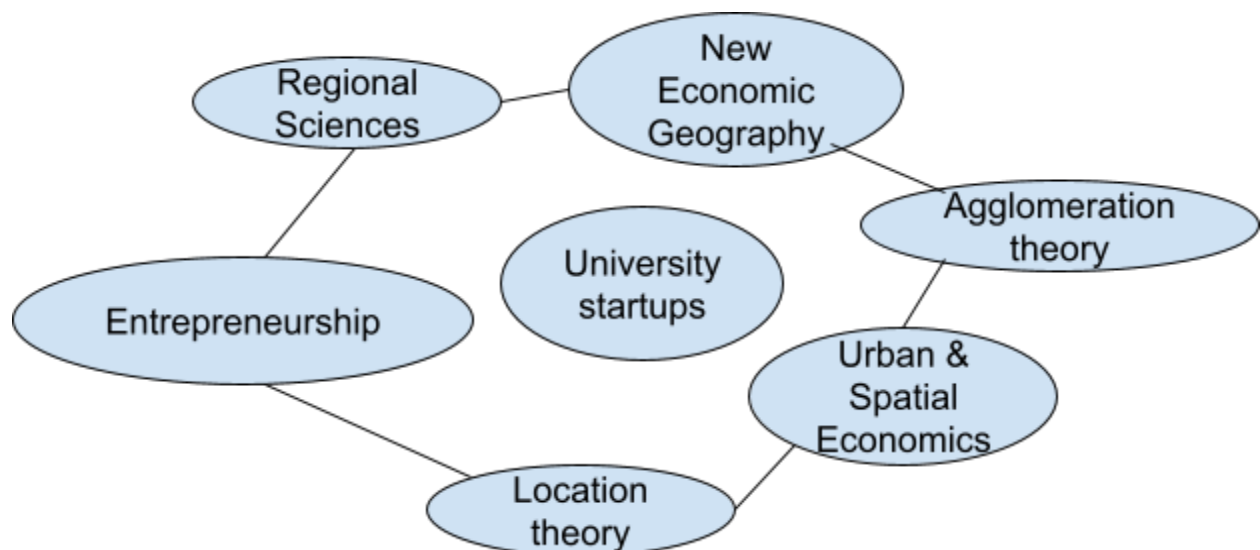 New
Economic
Geography
Regional
Sciences
Agglomeration
theory
University
startups
Entrepreneurship
Urban &
Spatial
Economics
Location
theory